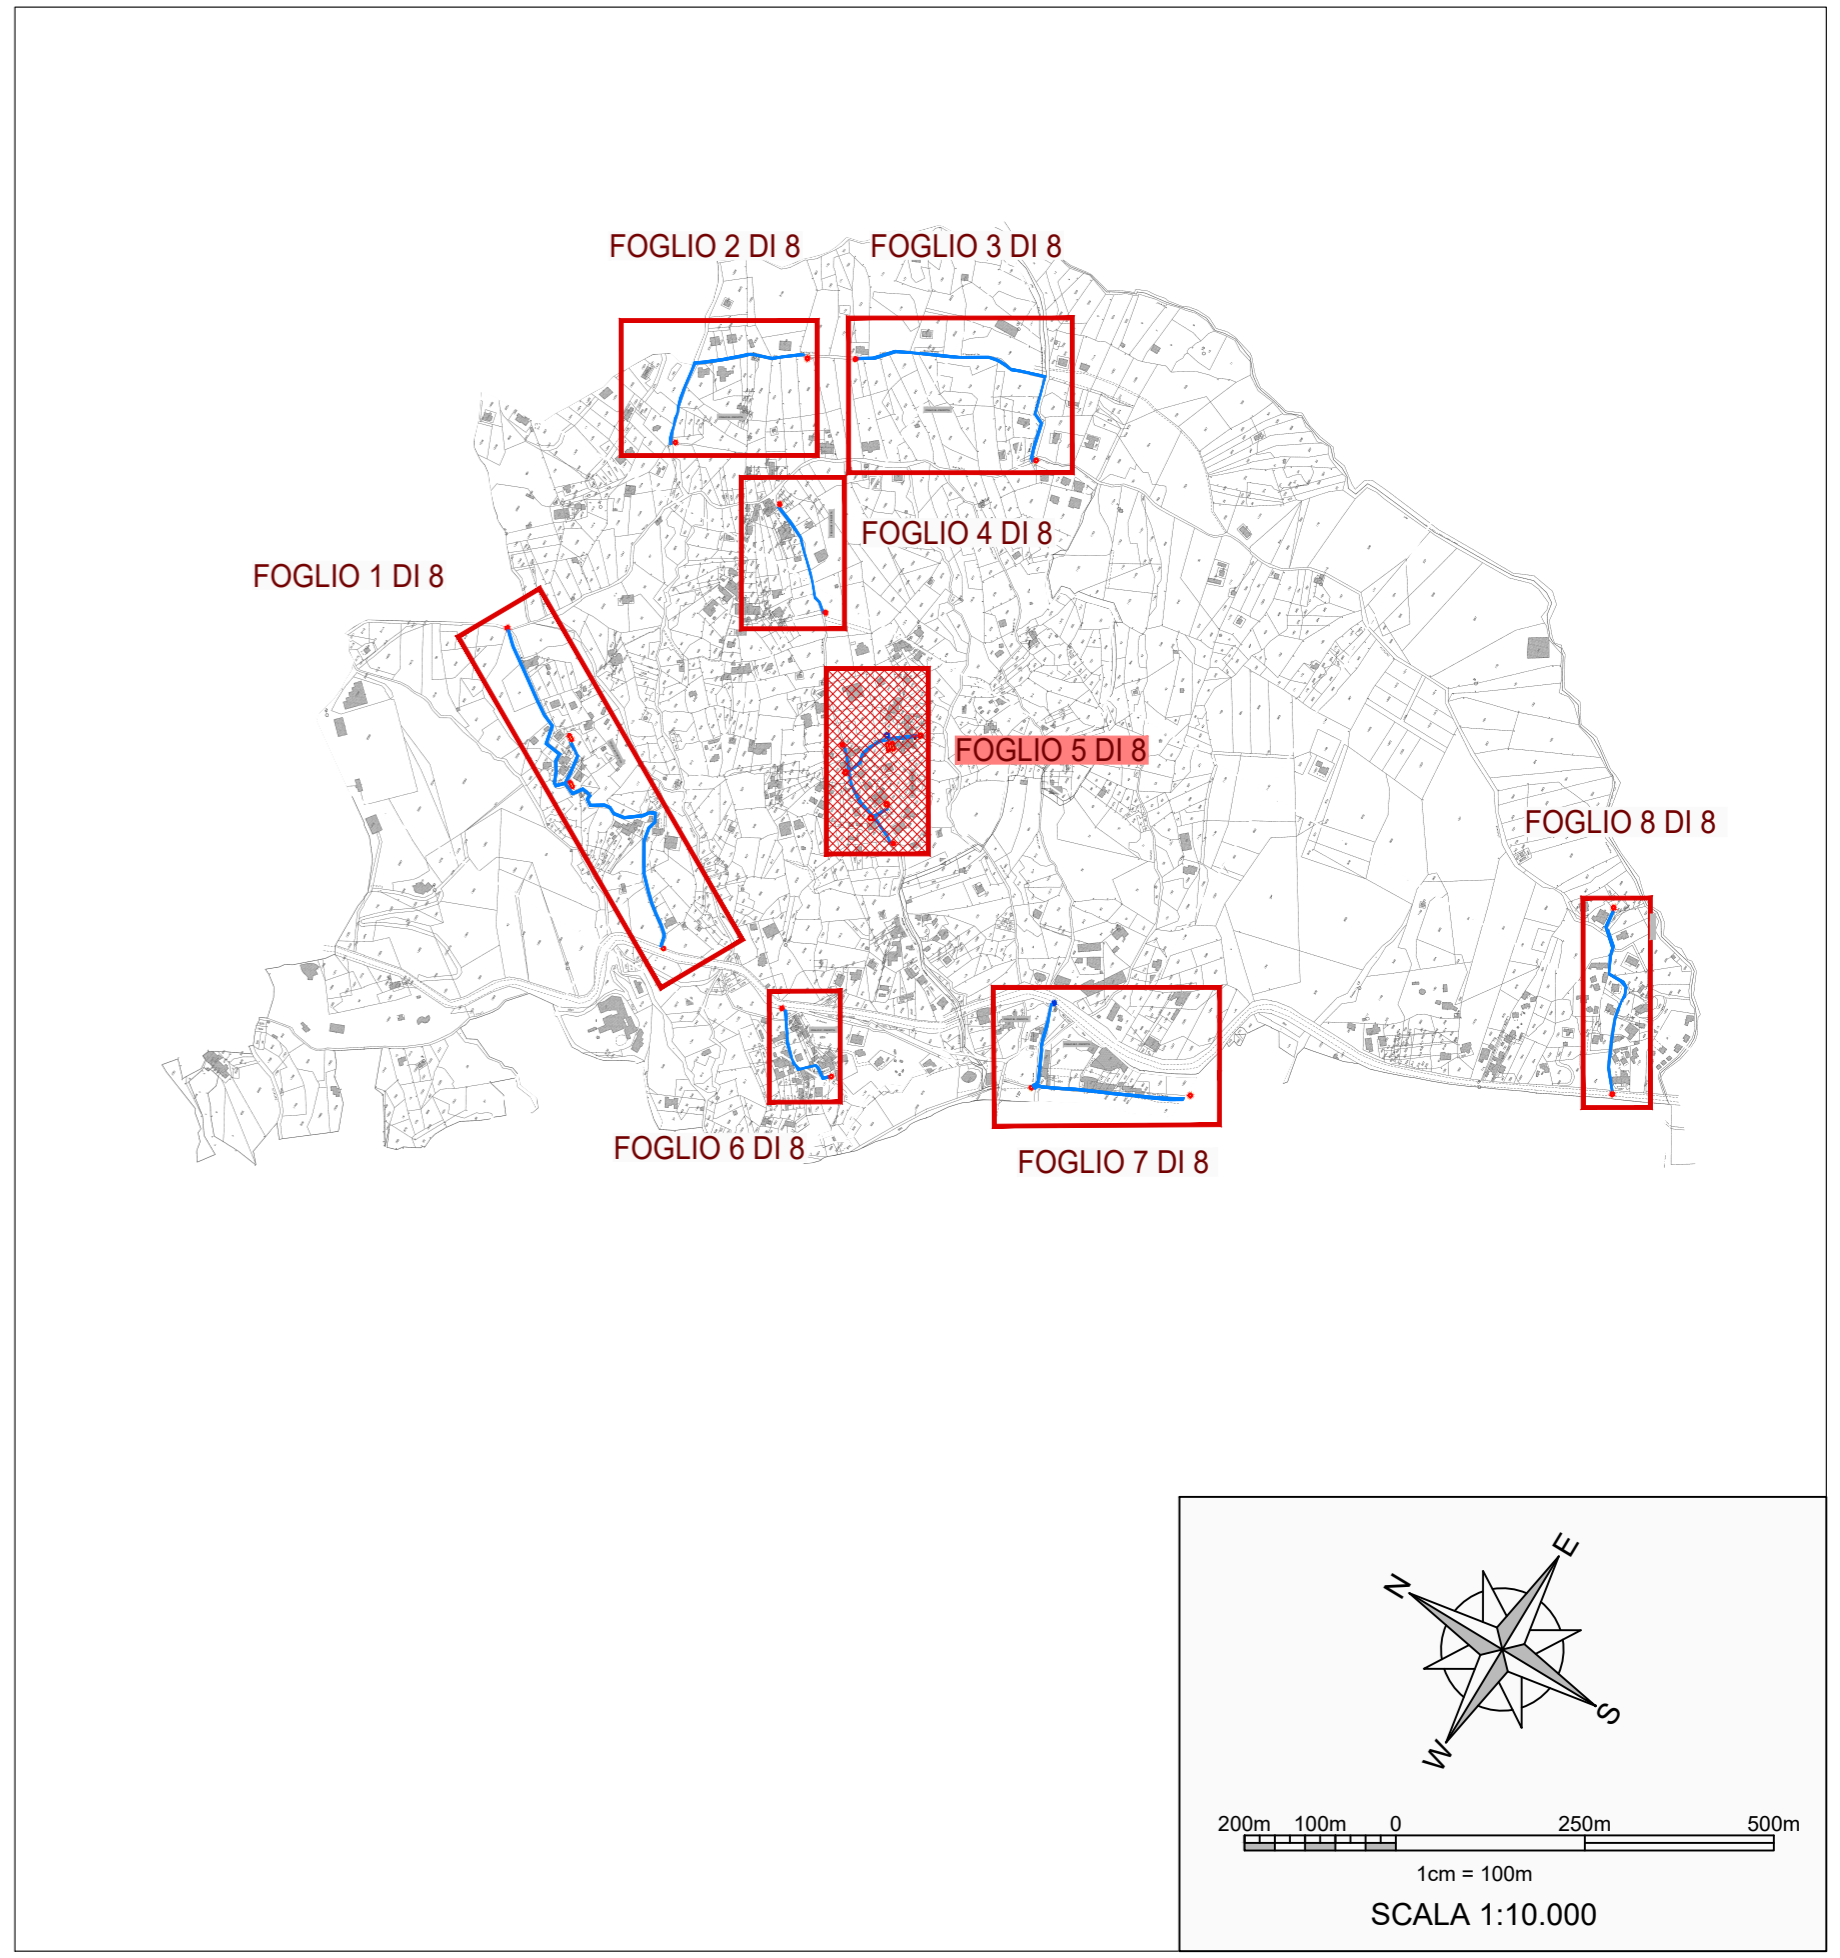 FOGLIO 2 DI 8
FOGLIO 3 DI 8
FOGLIO 4 DI 8
FOGLIO 1 DI 8
FOGLIO 5 DI 8
FOGLIO 8 DI 8
FOGLIO 6 DI 8
FOGLIO 7 DI 8
E
N
S
W
200m 100m 0 250m 500m
1cm = 100m
SCALA 1:10.000